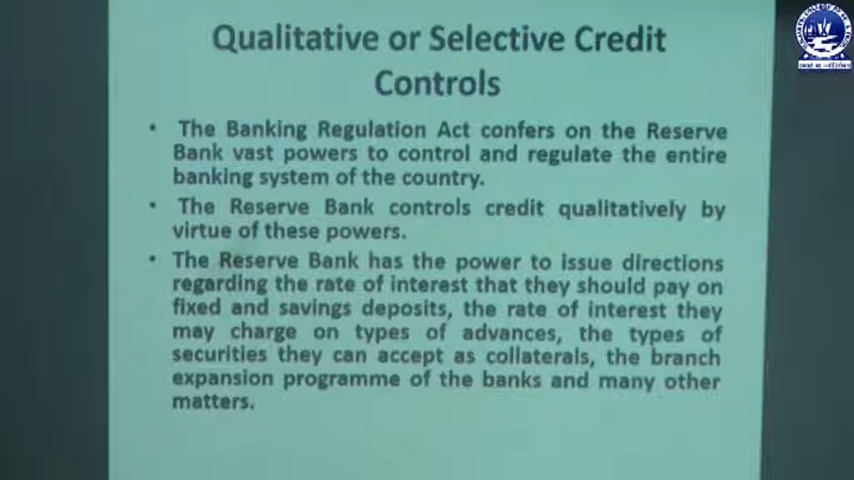 Qualitative or Selective Credit
Controls
• The Banking Regulation Act confers on the Reserve
Bank vast powers to control and regulate the entire
banking system of the country.
• The Reserve Bank controls credit qualitatively by
virtue of these powers.
• The Reserve Bank has the power to issue directions
regarding the rate of interest that they should pay on
fixed and savings deposits, the rate of interest they
may charge on types of advances, the types of
securities they can accept as collaterals, the branch
expansion programme of the banks and many other
matters.